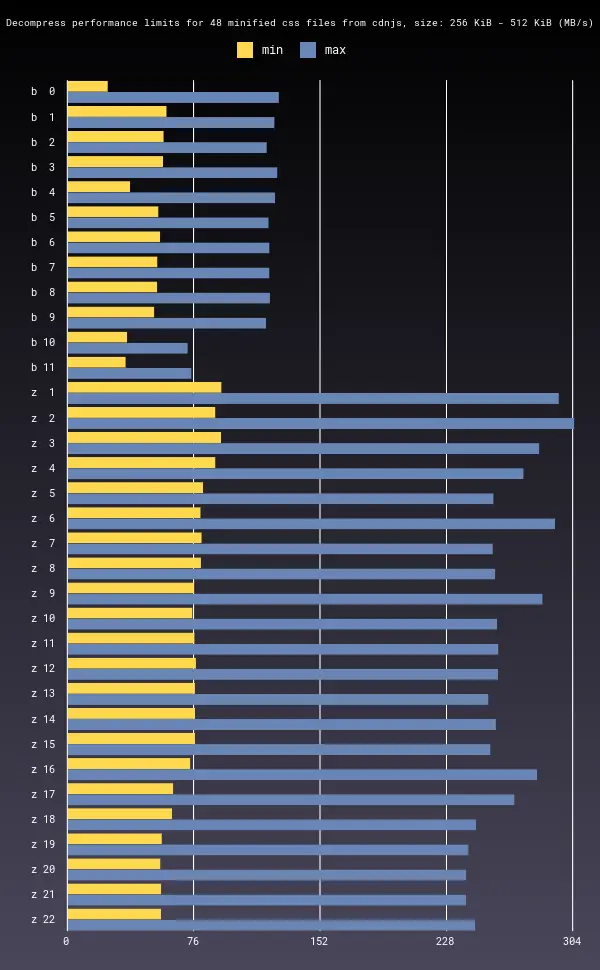 Decompress performance limits for 48 minified css files from cdnjs, size: 256 KiB - 512 KiB (MB/s)
min max
b 0
b 1
b 2
b 3
b 4
b 5
b 6
b 7
b 8
b 9
b 10
b 11
z 1
z 2
z 3
z 4
z 5
z 6
z 7
z 8
z 9
z 10
z 11
z 12
z 13
z 14
z 15
z 16
z 17
z 18
z 19
z 20
z 21
z 22
0 76 152 228 304